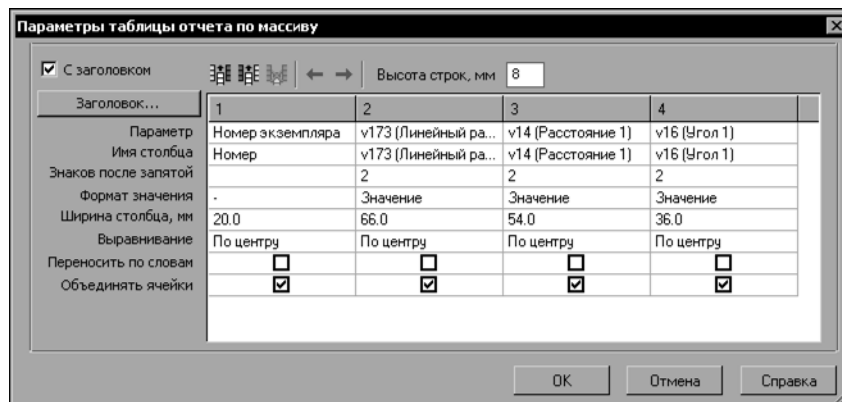 Параметры таблицы отчета по массиву
С заголовком
Высота строк, мм 8
Заголовок...
1 2 3 4
Параметр Номер экземпляра v173 (Линейный ра... v14 (Расстояние 1) v16 (Угол 1)
Имя столбца Номер v173 (Линейный ра... v14 (Расстояние 1) v16 (Угол 1)
Знаков после запятой 2 2 2
Формат значения - Значение Значение Значение
Ширина столбца, мм 20.0 66.0 54.0 36.0
Выравнивание По центру По центру По центру По центру
Переносить по словам
Объединять ячейки
OK Отмена Справка